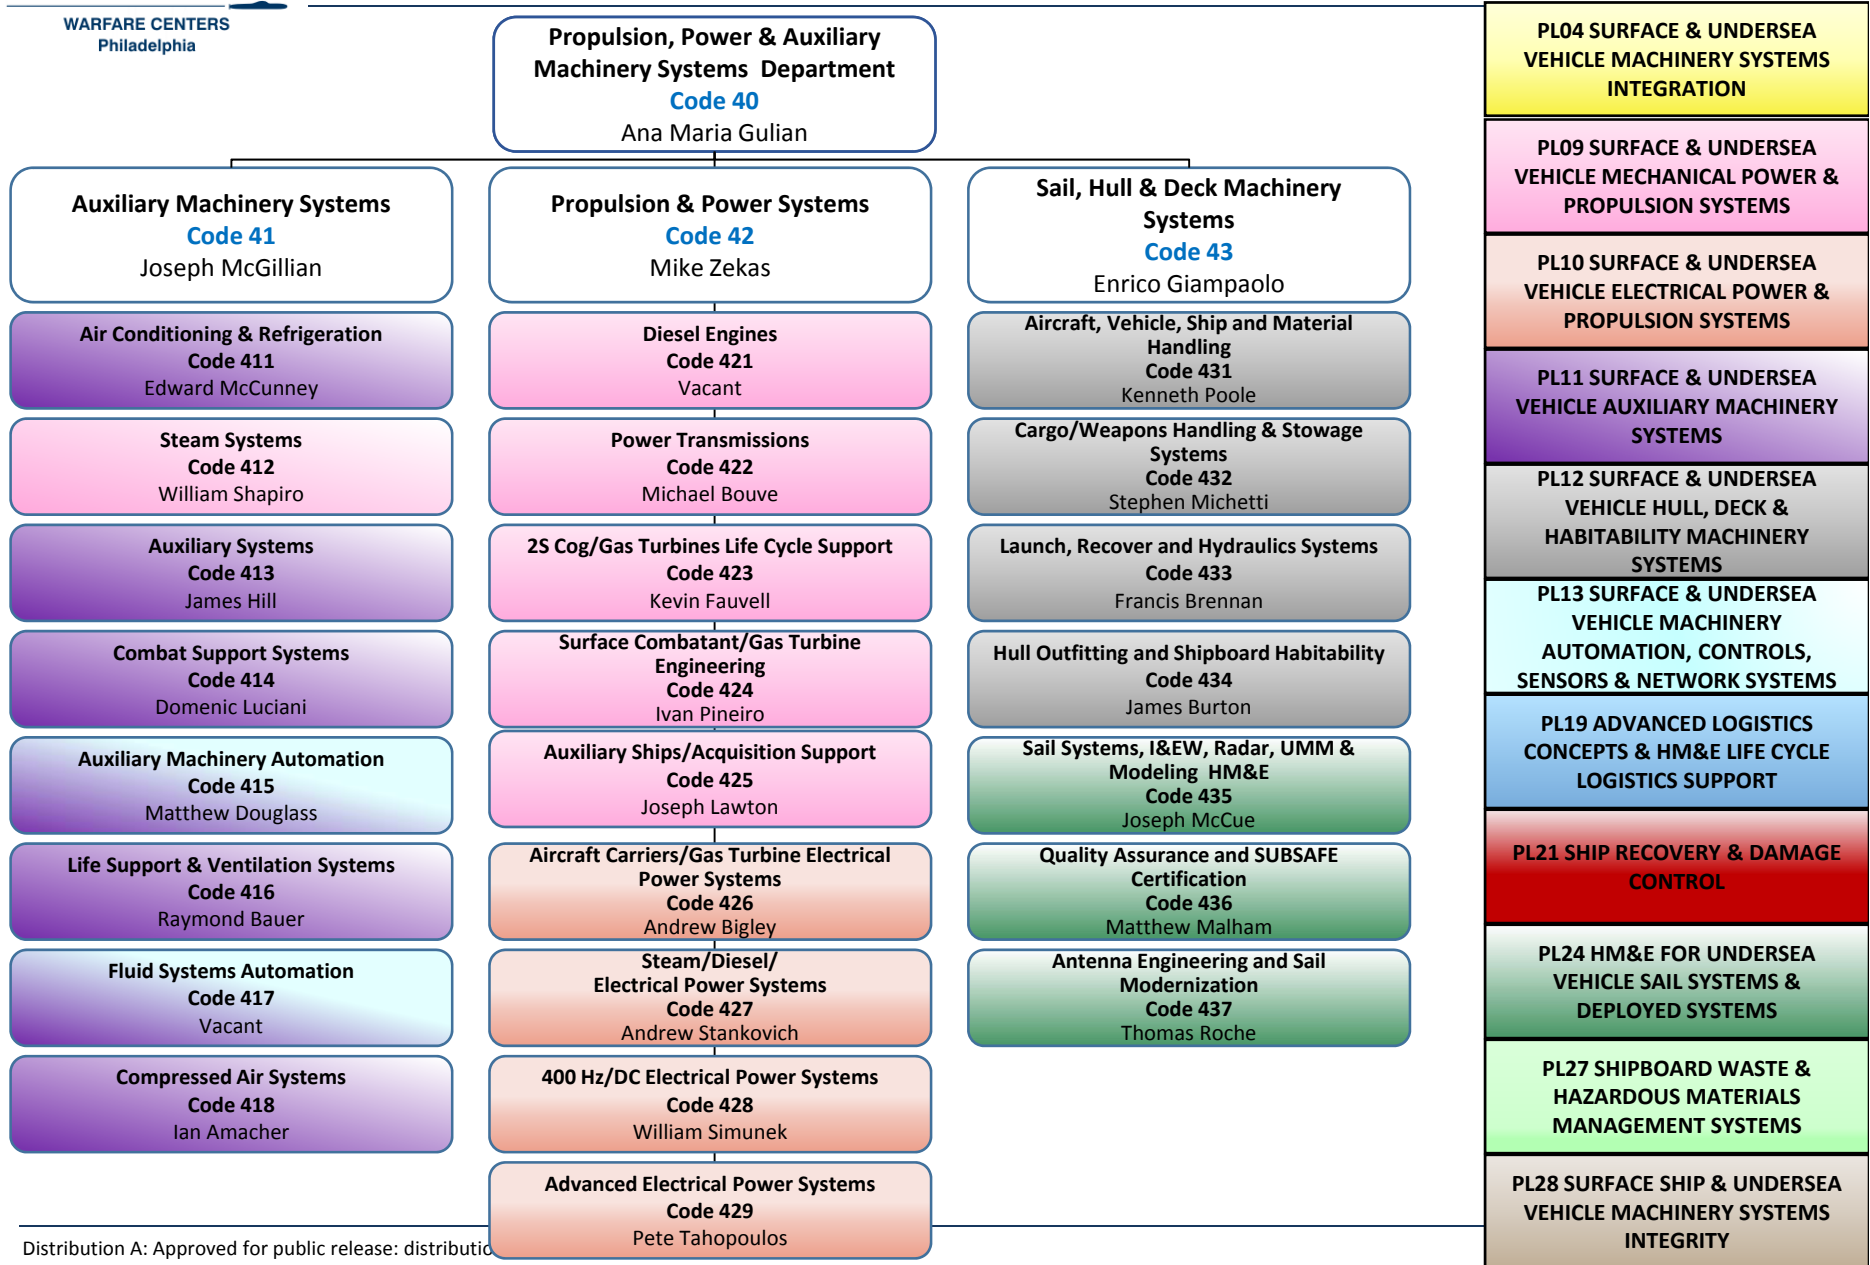 WARFARE CENTERS
Philadelphia
Propulsion, Power & Auxiliary
Machinery Systems Department
Code 40
Ana Maria Gulian
Auxiliary Machinery Systems
Code 41
Joseph McGillian
Air Conditioning & Refrigeration
Code 411
Edward McCunney
Steam Systems
Code 412
William Shapiro
Auxiliary Systems
Code 413
James Hill
Combat Support Systems
Code 414
Domenic Luciani
Auxiliary Machinery Automation
Code 415
Matthew Douglass
Life Support & Ventilation Systems
Code 416
Raymond Bauer
Fluid Systems Automation
Code 417
Vacant
Compressed Air Systems
Code 418
Ian Amacher
Propulsion & Power Systems
Code 42
Mike Zekas
Diesel Engines
Code 421
Vacant
Power Transmissions
Code 422
Michael Bouve
2S Cog/Gas Turbines Life Cycle Support
Code 423
Kevin Fauvell
Surface Combatant/Gas Turbine
Engineering
Code 424
Ivan Pineiro
Auxiliary Ships/Acquisition Support
Code 425
Joseph Lawton
Aircraft Carriers/Gas Turbine Electrical
Power Systems
Code 426
Andrew Bigley
Steam/Diesel/
Electrical Power Systems
Code 427
Andrew Stankovich
400 Hz/DC Electrical Power Systems
Code 428
William Simunek
Advanced Electrical Power Systems
Code 429
Pete Tahopoulos
Sail, Hull & Deck Machinery
Systems
Code 43
Enrico Giampaolo
Aircraft, Vehicle, Ship and Material
Handling
Code 431
Kenneth Poole
Cargo/Weapons Handling & Stowage
Systems
Code 432
Stephen Michetti
Launch, Recover and Hydraulics Systems
Code 433
Francis Brennan
Hull Outfitting and Shipboard Habitability
Code 434
James Burton
Sail Systems, I&EW, Radar, UMM &
Modeling HM&E
Code 435
Joseph McCue
Quality Assurance and SUBSAFE
Certification
Code 436
Matthew Malham
Antenna Engineering and Sail
Modernization
Code 437
Thomas Roche
PL04 SURFACE & UNDERSEA
VEHICLE MACHINERY SYSTEMS
INTEGRATION
PL09 SURFACE & UNDERSEA
VEHICLE MECHANICAL POWER &
PROPULSION SYSTEMS
PL10 SURFACE & UNDERSEA
VEHICLE ELECTRICAL POWER &
PROPULSION SYSTEMS
PL11 SURFACE & UNDERSEA
VEHICLE AUXILIARY MACHINERY
SYSTEMS
PL12 SURFACE & UNDERSEA
VEHICLE HULL, DECK &
HABITABILITY MACHINERY
SYSTEMS
PL13 SURFACE & UNDERSEA
VEHICLE MACHINERY
AUTOMATION, CONTROLS,
SENSORS & NETWORK SYSTEMS
PL19 ADVANCED LOGISTICS
CONCEPTS & HM&E LIFE CYCLE
LOGISTICS SUPPORT
PL21 SHIP RECOVERY & DAMAGE
CONTROL
PL24 HM&E FOR UNDERSEA
VEHICLE SAIL SYSTEMS &
DEPLOYED SYSTEMS
PL27 SHIPBOARD WASTE &
HAZARDOUS MATERIALS
MANAGEMENT SYSTEMS
PL28 SURFACE SHIP & UNDERSEA
VEHICLE MACHINERY SYSTEMS
INTEGRITY
Distribution A: Approved for public release: distributio